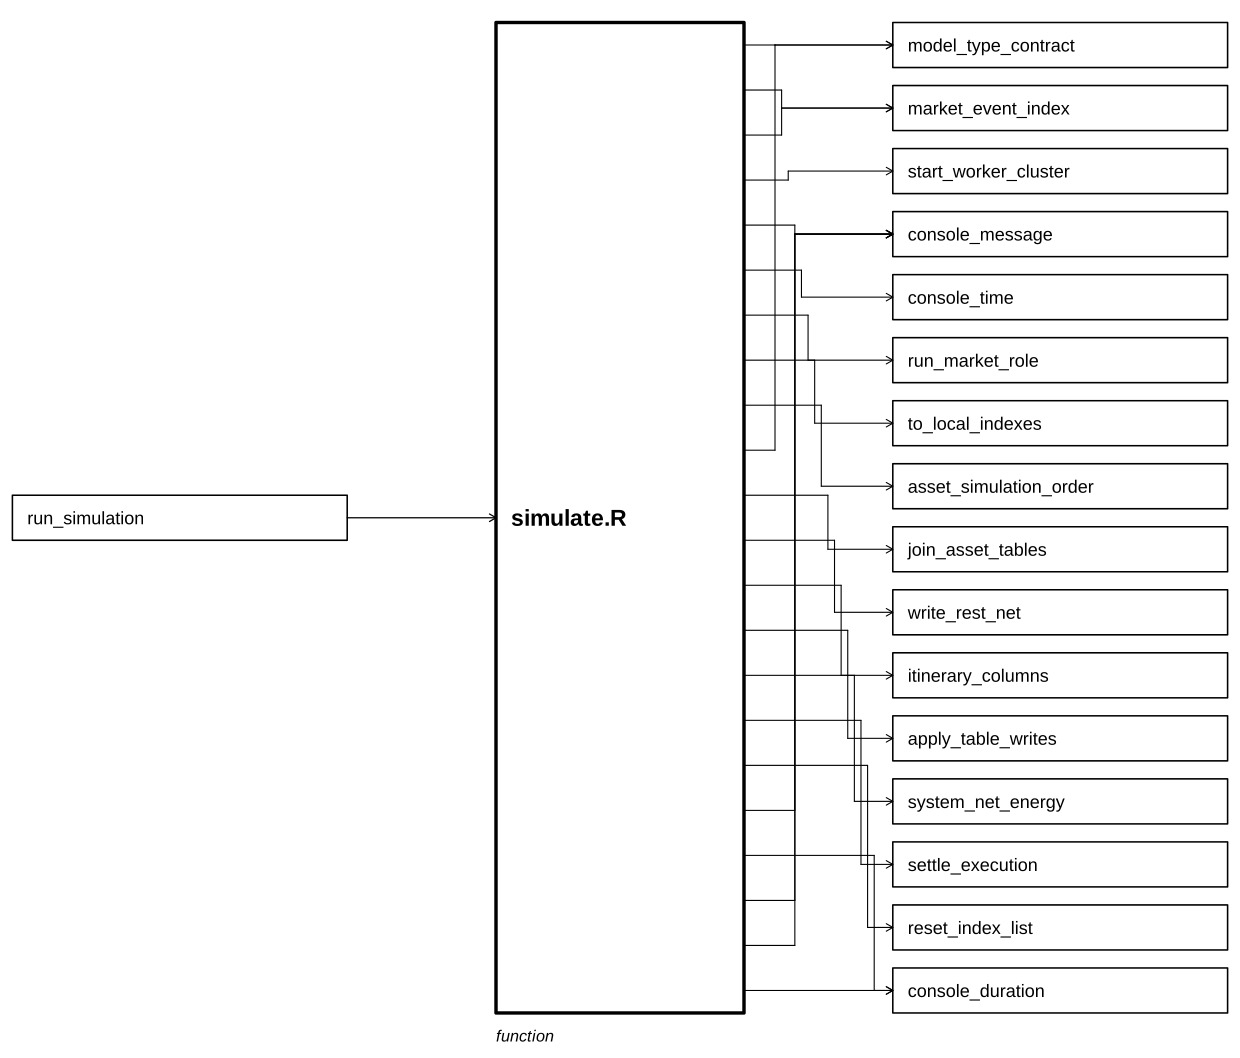 model_type_contract
market_event_index
start_worker_cluster
console_message
console_time
run_market_role
to_local_indexes
asset_simulation_order
run_simulation
simulate.R
join_asset_tables
write_rest_net
itinerary_columns
apply_table_writes
system_net_energy
settle_execution
reset_index_list
console_duration
function